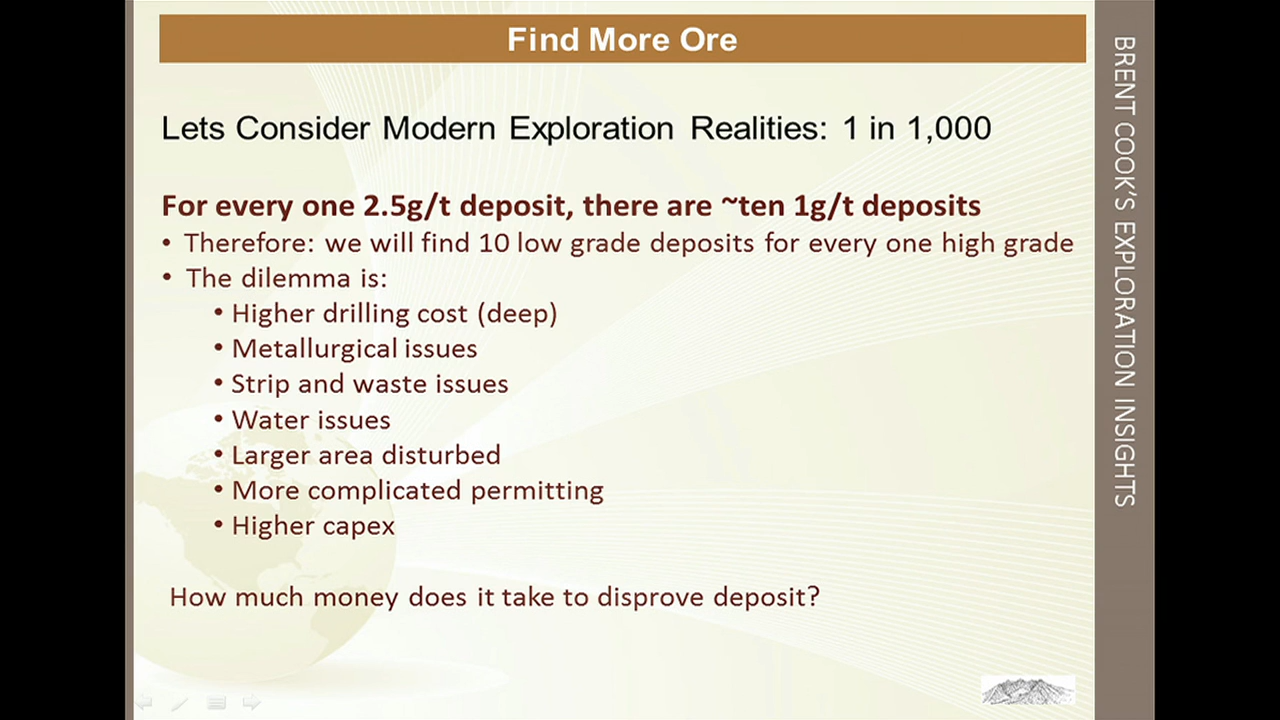 Find More Ore
Lets Consider Modern Exploration Realities: 1 in 1,000
For every one 2.5g/t deposit, there are ~ten 1g/t deposits
• Therefore: we will find 10 low grade deposits for every one high grade
• The dilemma is:
• Higher drilling cost (deep)
• Metallurgical issues
• Strip and waste issues
• Water issues
• Larger area disturbed
• More complicated permitting
• Higher capex
How much money does it take to disprove deposit?
BRENT COOK'S EXPLORATION INSIGHTS